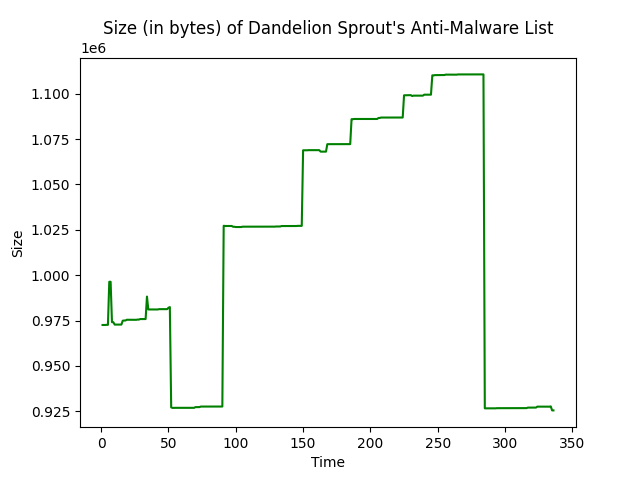 Size (in bytes) of Dandelion Sprout's Anti-Malware List
1e6
1.100
1.075
1.050
1.025
1.000
0.975
0.950
0.925
Size
0 50 100 150 200 250 300 350
Time